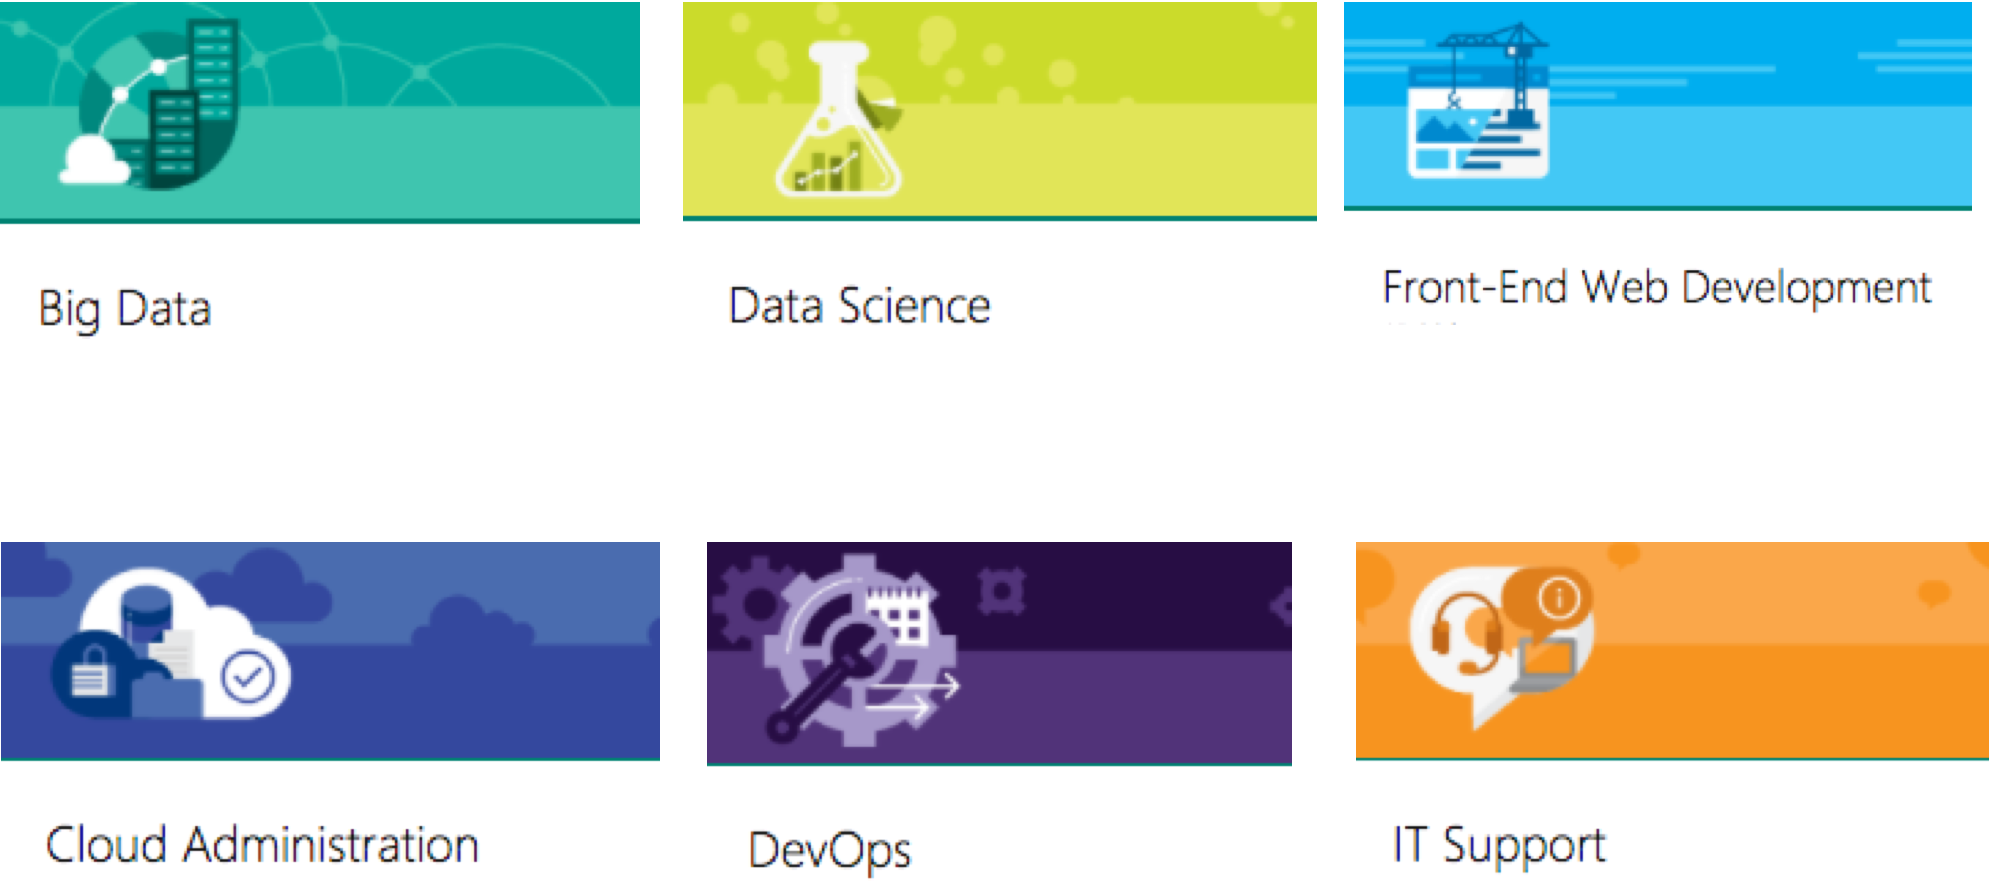 Big Data
Data Science
Front-End Web Development
Cloud Administration
DevOps
IT Support